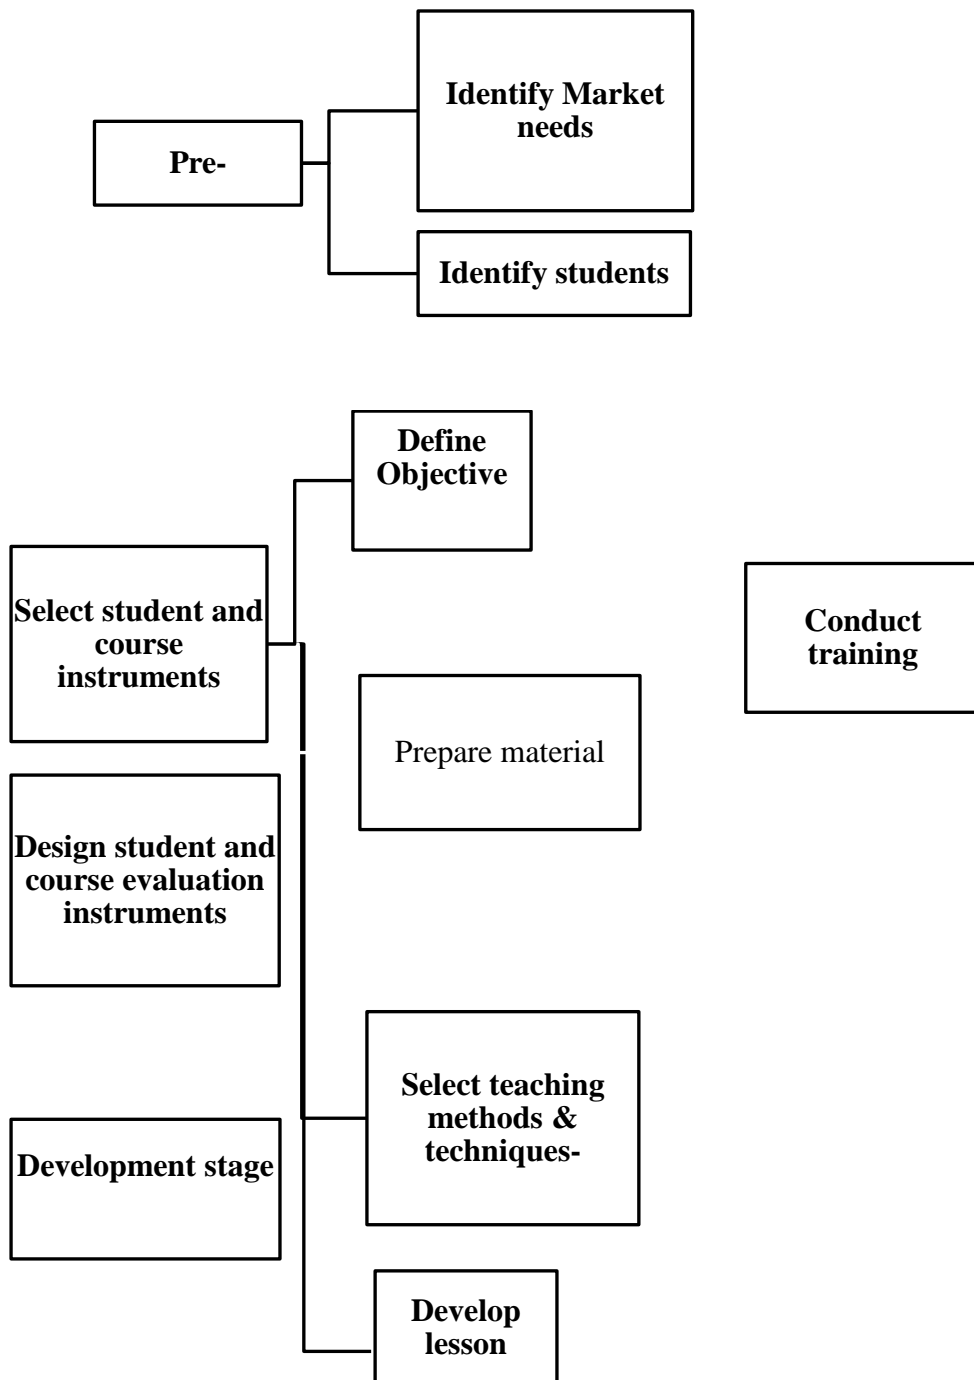 Identify Market
needs
Pre-
Identify students
Define
Objective
Select student and
course
instruments
Conduct
training
Prepare material
Design student and
course evaluation
instruments
Select teaching
methods &
techniques-
Development stage
Develop
lesson